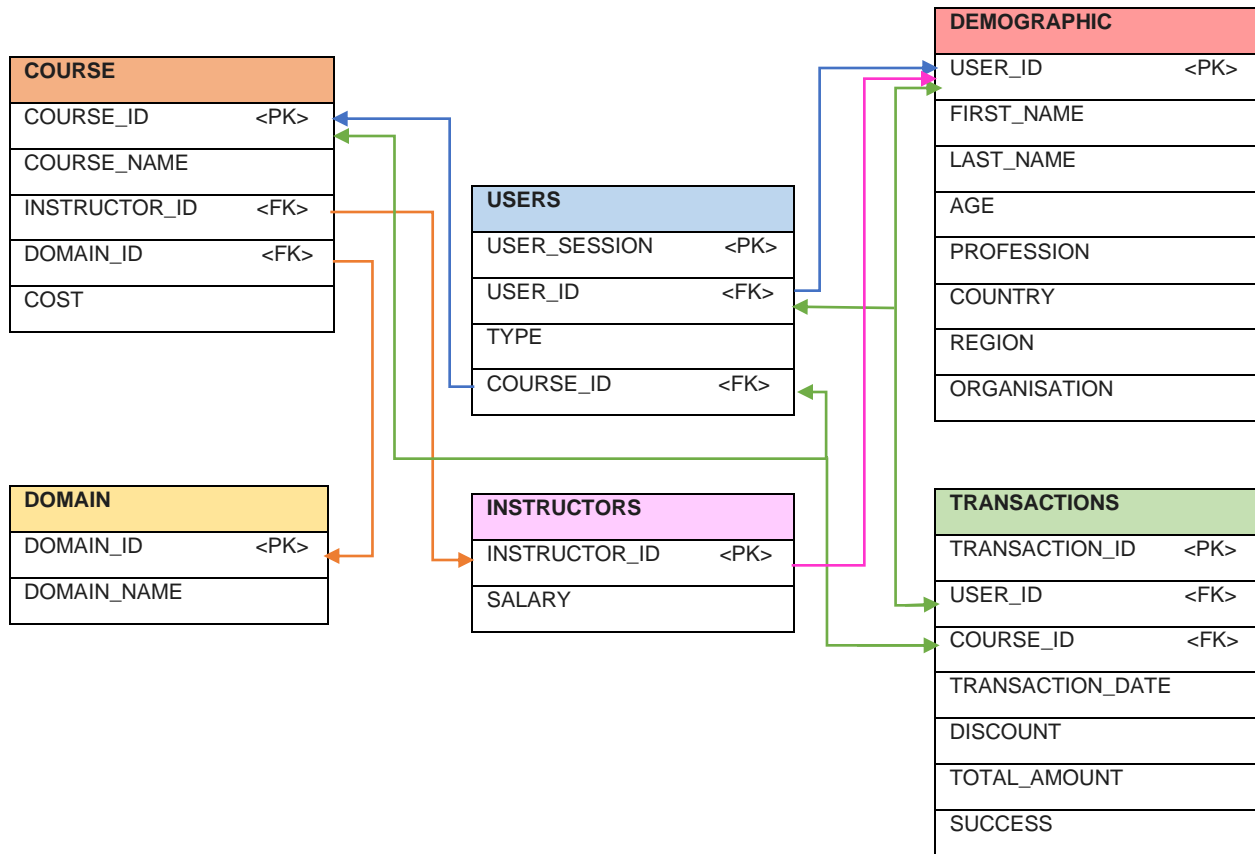 COURSE
COURSE_ID <PK>
COURSE_NAME
INSTRUCTOR_ID <FK>
DOMAIN_ID <FK>
COST
DOMAIN
DOMAIN_ID <PK>
DOMAIN_NAME
USERS
USER_SESSION <PK>
USER_ID <FK>
TYPE
COURSE_ID <FK>
INSTRUCTORS
INSTRUCTOR_ID <PK>
SALARY
DEMOGRAPHIC
USER_ID <PK>
FIRST_NAME
LAST_NAME
AGE
PROFESSION
COUNTRY
REGION
ORGANISATION
TRANSACTIONS
TRANSACTION_ID <PK>
USER_ID <FK>
COURSE_ID <FK>
TRANSACTION_DATE
DISCOUNT
TOTAL_AMOUNT
SUCCESS